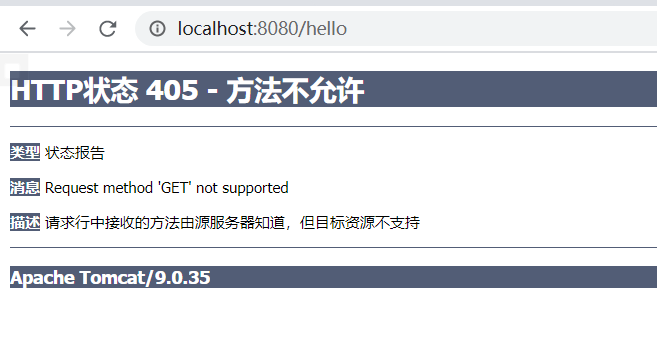 localhost:8080/hello
HTTP状态 405 - 方法不允许
类型 状态报告
消息 Request method 'GET' not supported
描述 请求行中接收的方法由源服务器知道，但目标资源不支持
Apache Tomcat/9.0.35